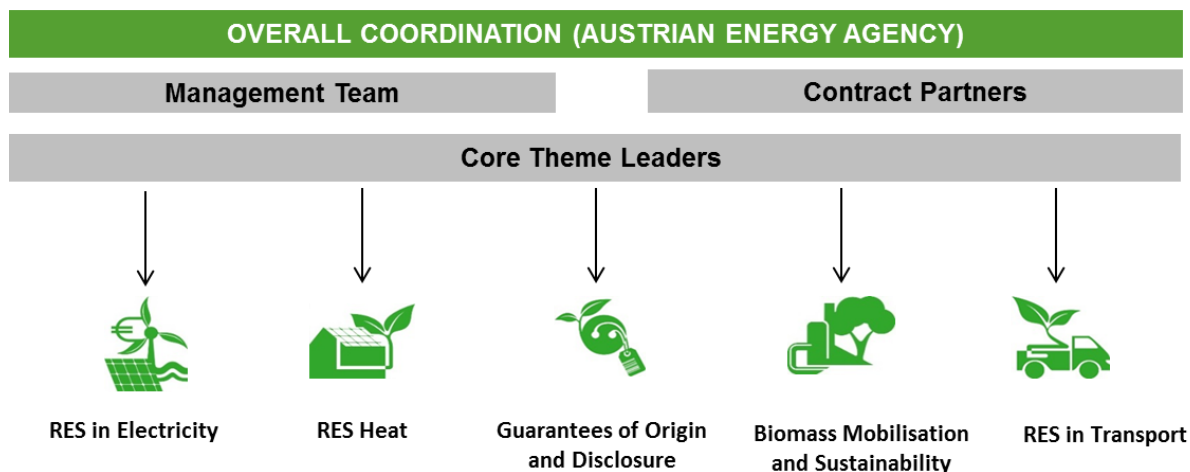 OVERALL COORDINATION (AUSTRIAN ENERGY AGENCY)
Management Team
Contract Partners
Core Theme Leaders
RES in Electricity
RES Heat
Guarantees of Origin
and Disclosure
Biomass Mobilisation
and Sustainability
RES in Transport